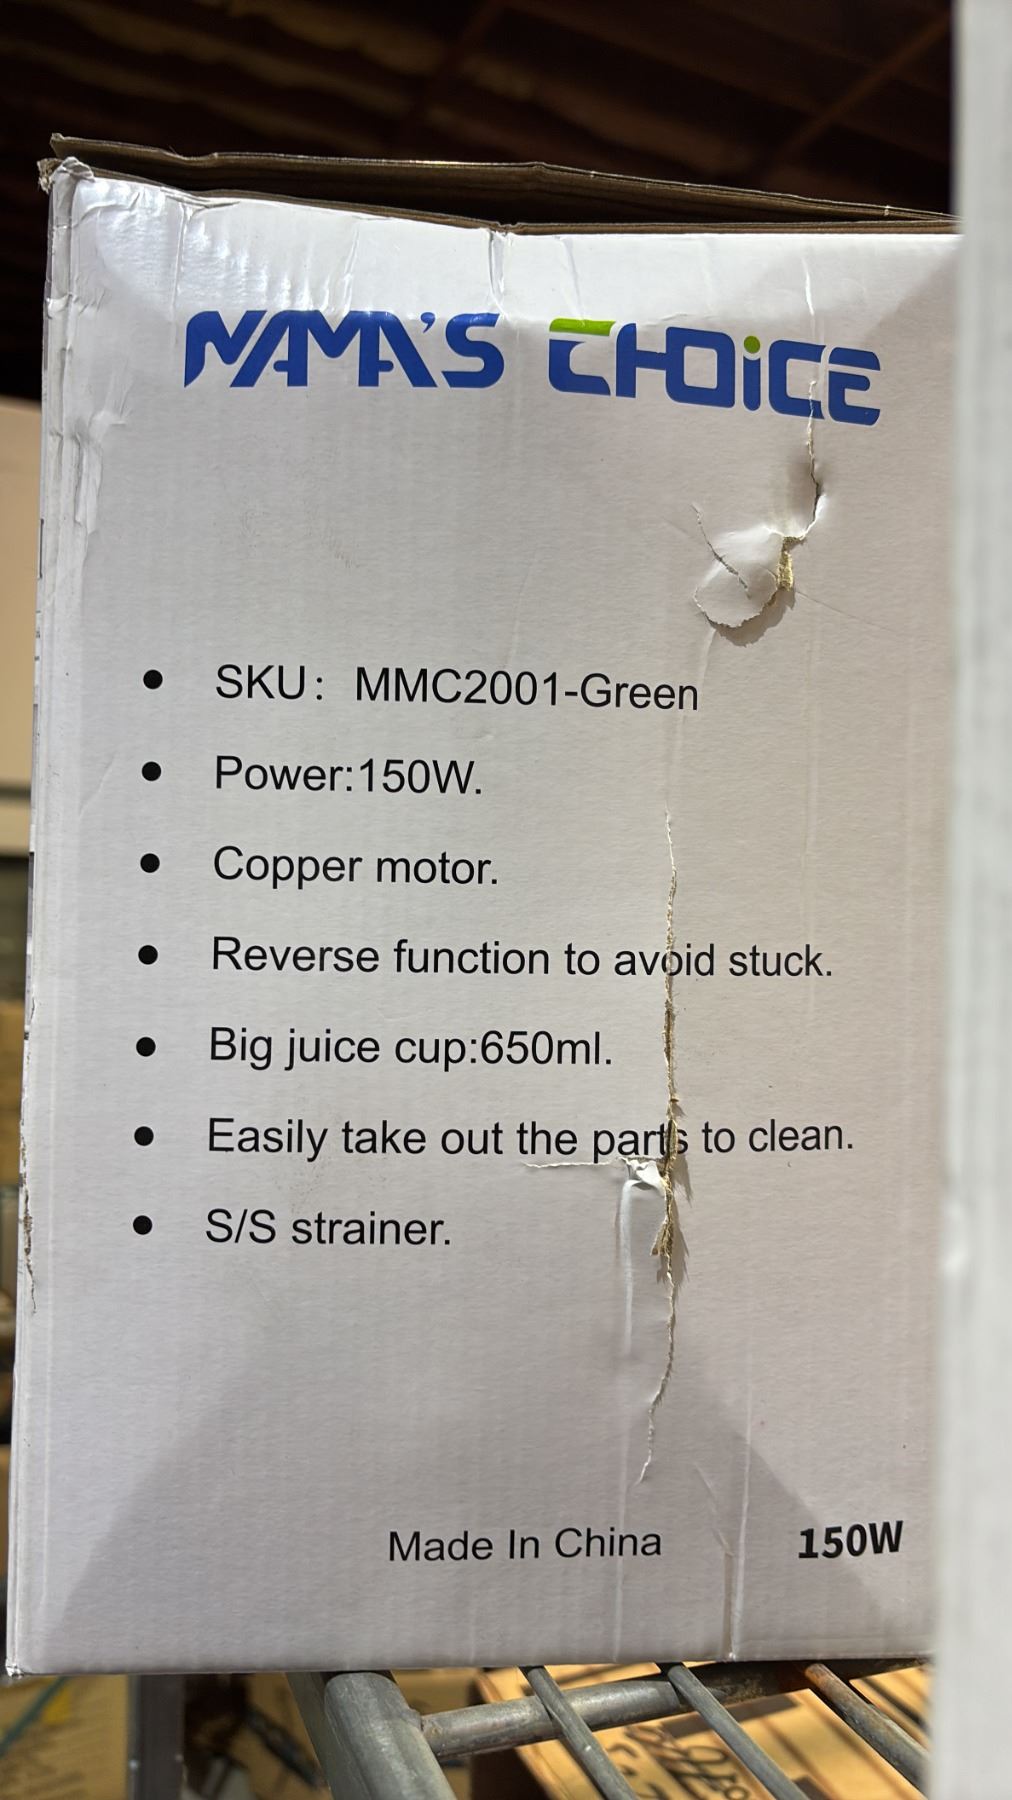 MAMA'S CHOiCE
• SKU: MMC2001-Green
• Power:150W.
• Copper motor.
• Reverse function to avoid stuck.
• Big juice cup:650ml.
• Easily take out the parts to clean.
• S/S strainer.
Made In China 150W